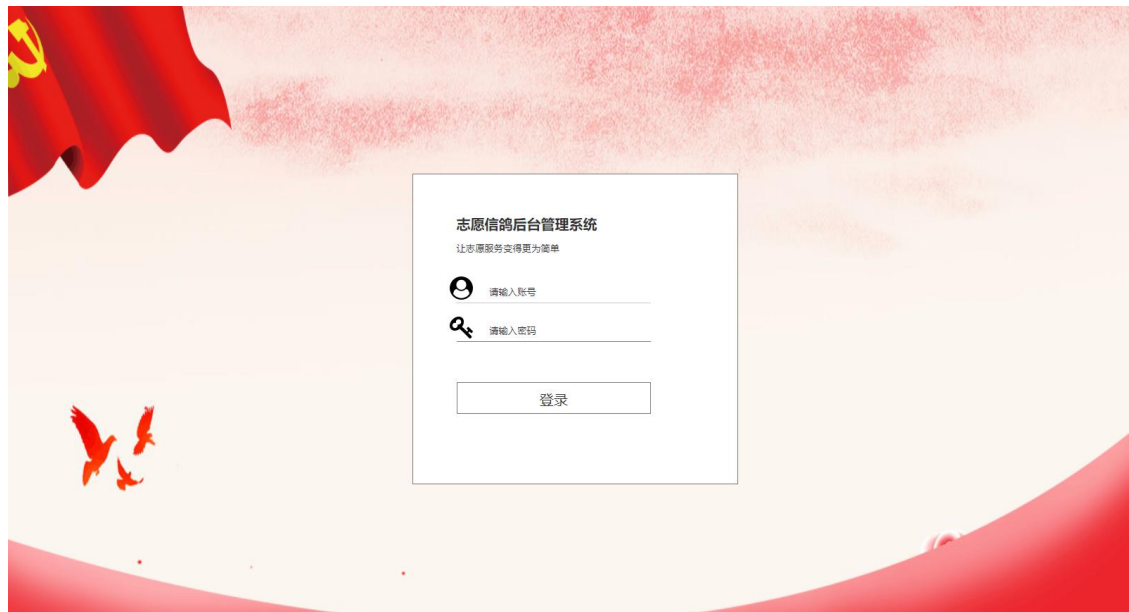 志愿信鸽后台管理系统
让志愿服务变得更为简单
请输入账号
请输入密码
登录